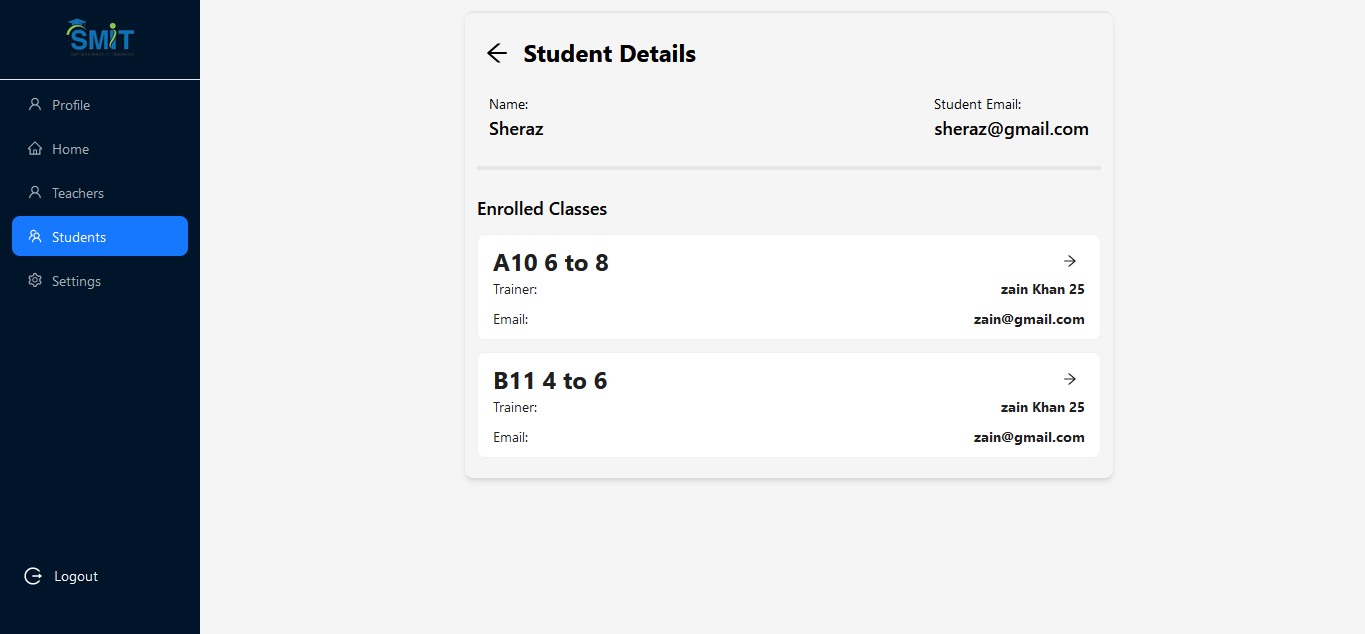 SMIT
Profile
Home
Teachers
Students
Settings
Logout
Student Details
Name:
Sheraz
Student Email:
sheraz@gmail.com
Enrolled Classes
A10 6 to 8
Trainer:
zain Khan 25
Email:
zain@gmail.com
B11 4 to 6
Trainer:
zain Khan 25
Email:
zain@gmail.com